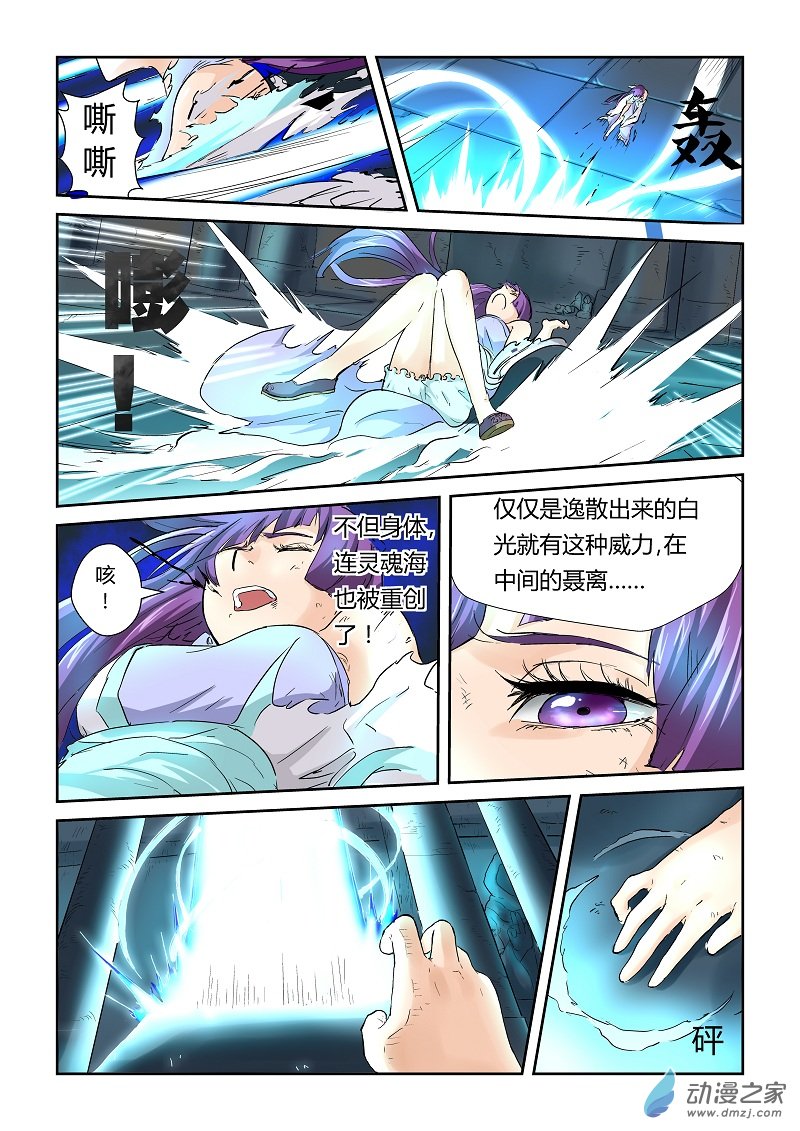 嘶
嘶
轰
嘭
！
咳
！
不但身体，
连灵魂海
也被重创
了！
仅仅是逸散出来的白
光就有这种威力，在
中间的聂离……
砰
动漫之家
www.dmzj.com